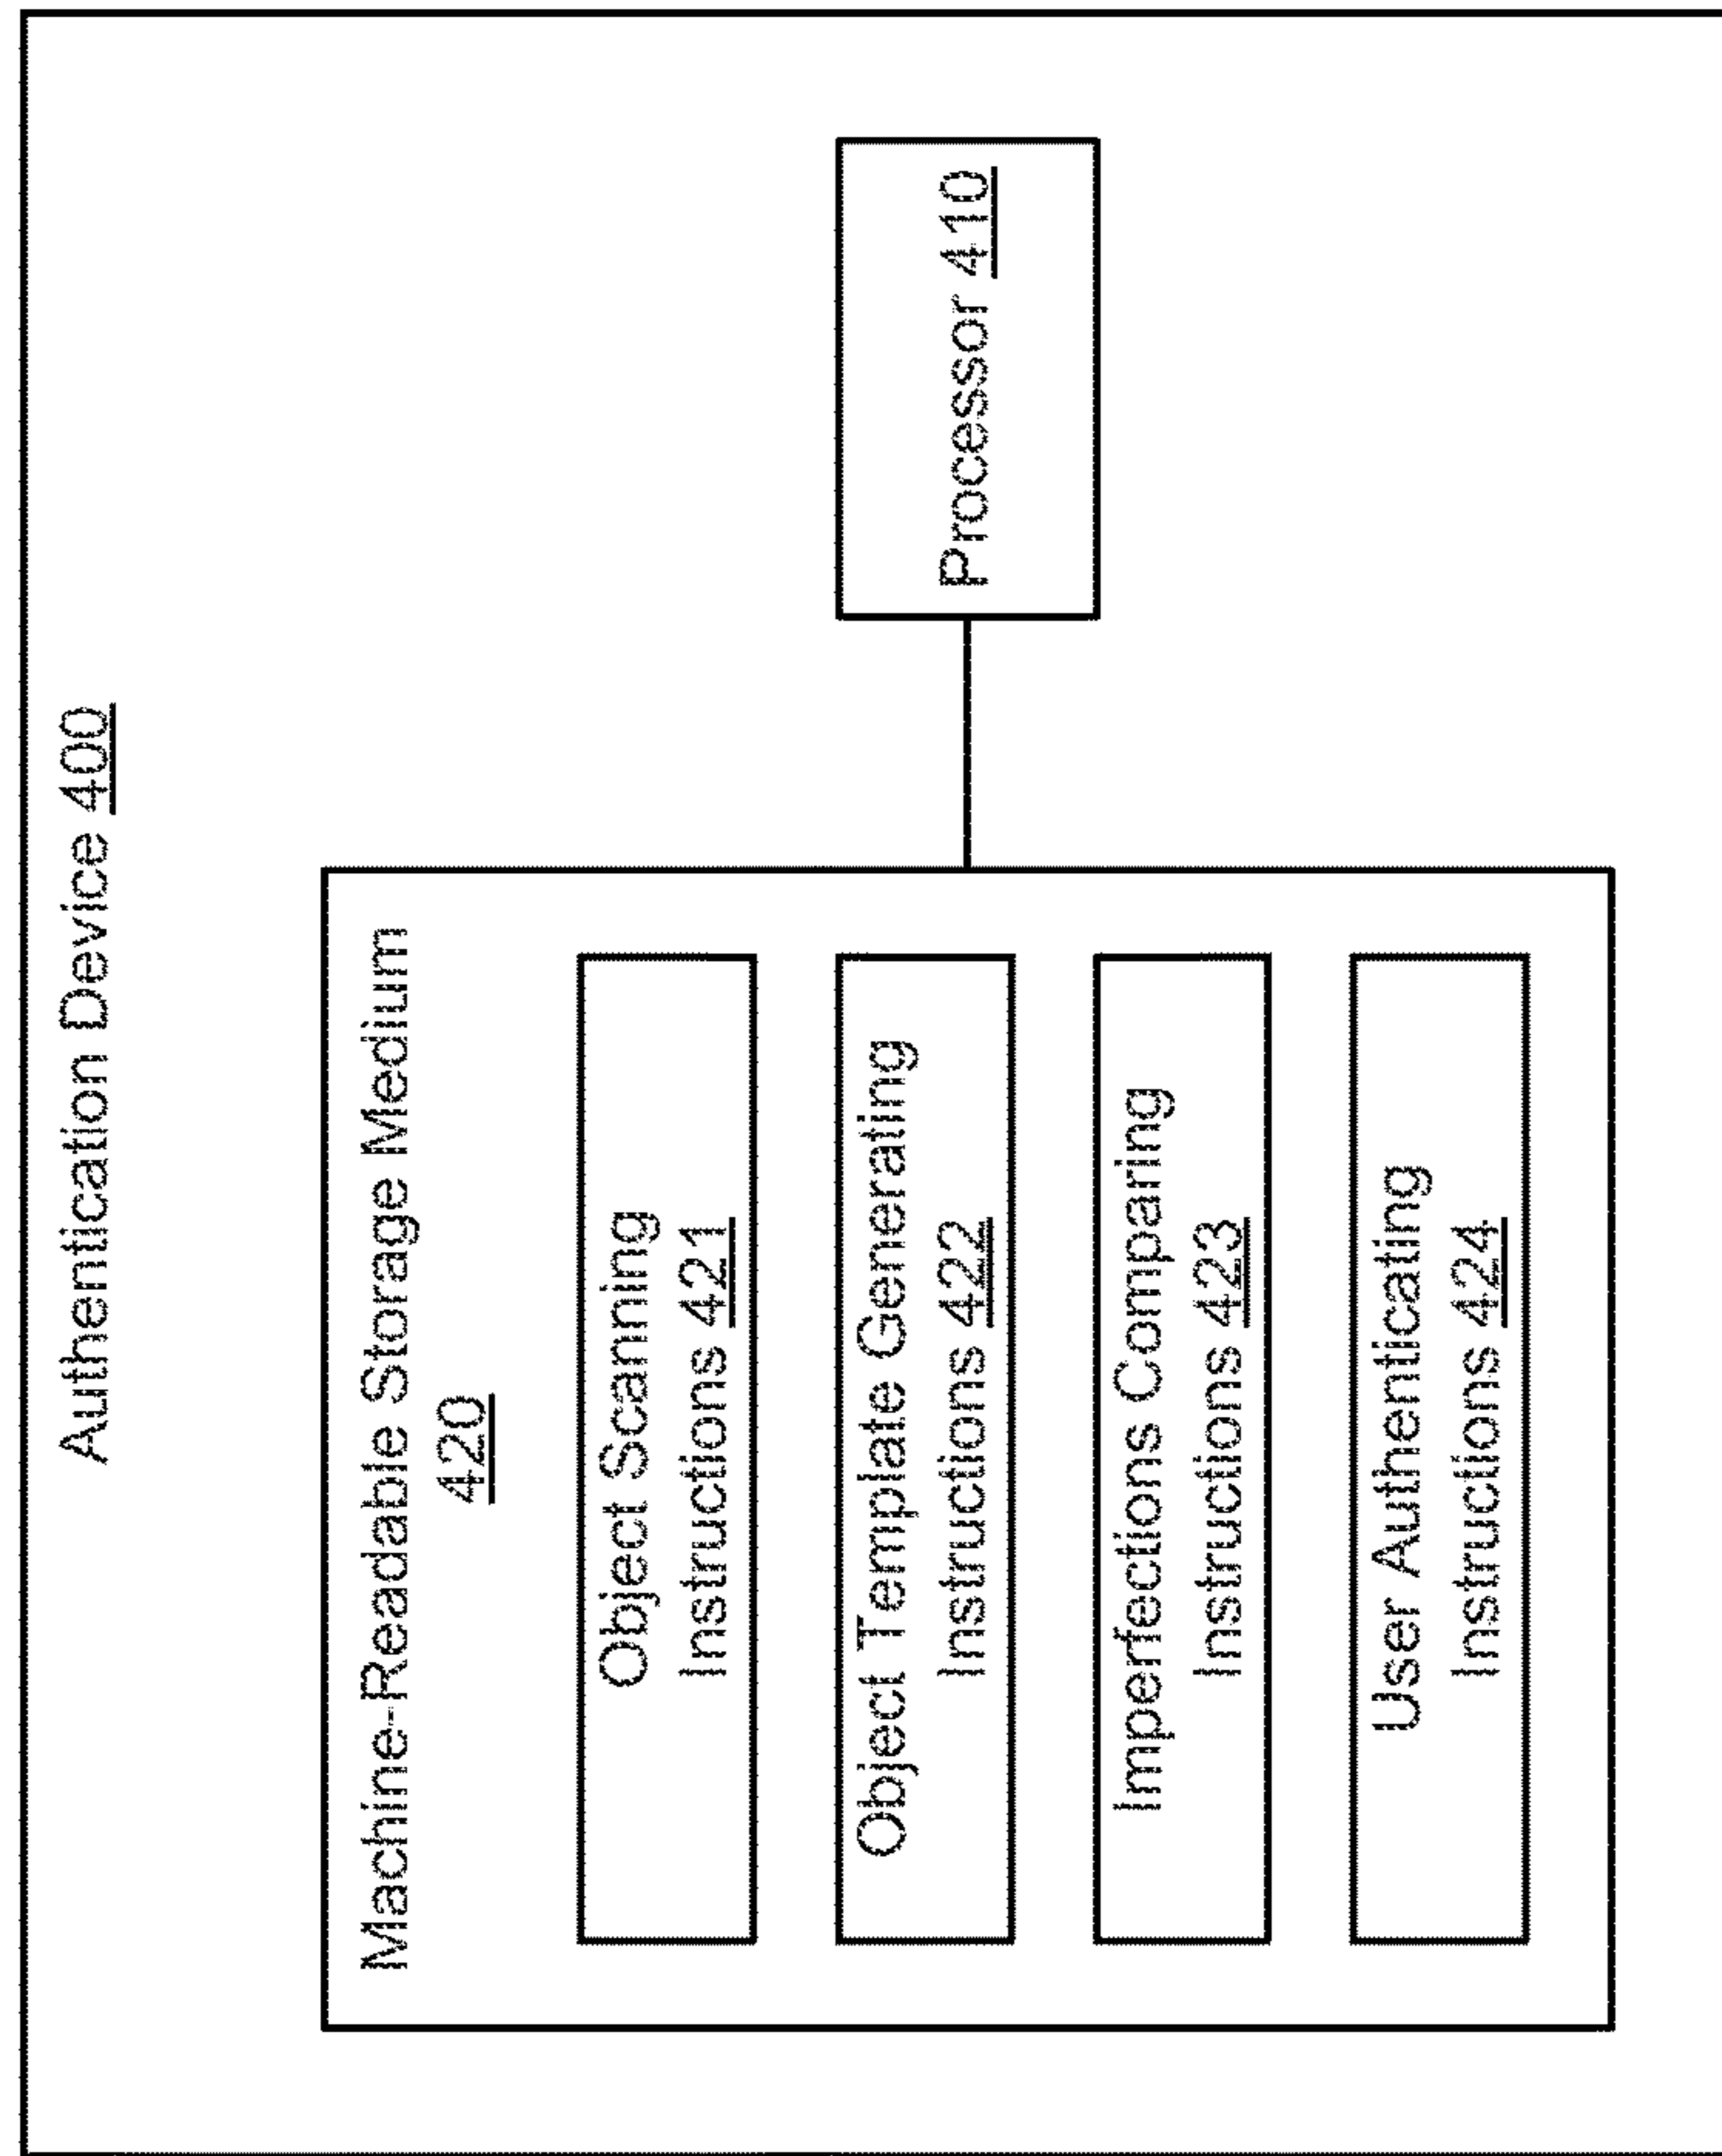 Authentication Device 400
Machine-Readable Storage Medium
420
Object Scanning
Instructions 421
Object Template Generating
Instructions 422
Imperfections Comparing
Instructions 423
User Authenticating
Instructions 424
Processor 410